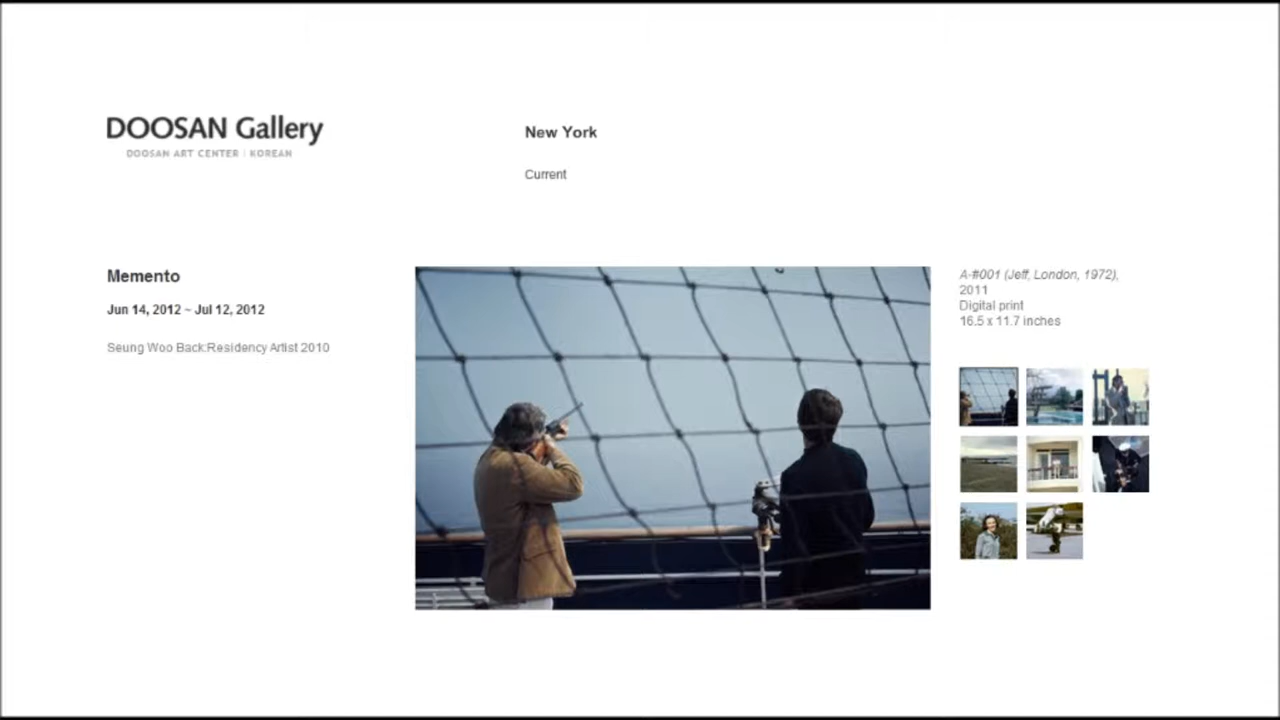 DOOSAN Gallery
DOOSAN ART CENTER | KOREAN
New York
Current
Memento
Jun 14, 2012 ~ Jul 12, 2012
Seung Woo Back:Residency Artist 2010
A-#001 (Jeff, London, 1972),
2011
Digital print
16.5 x 11.7 inches